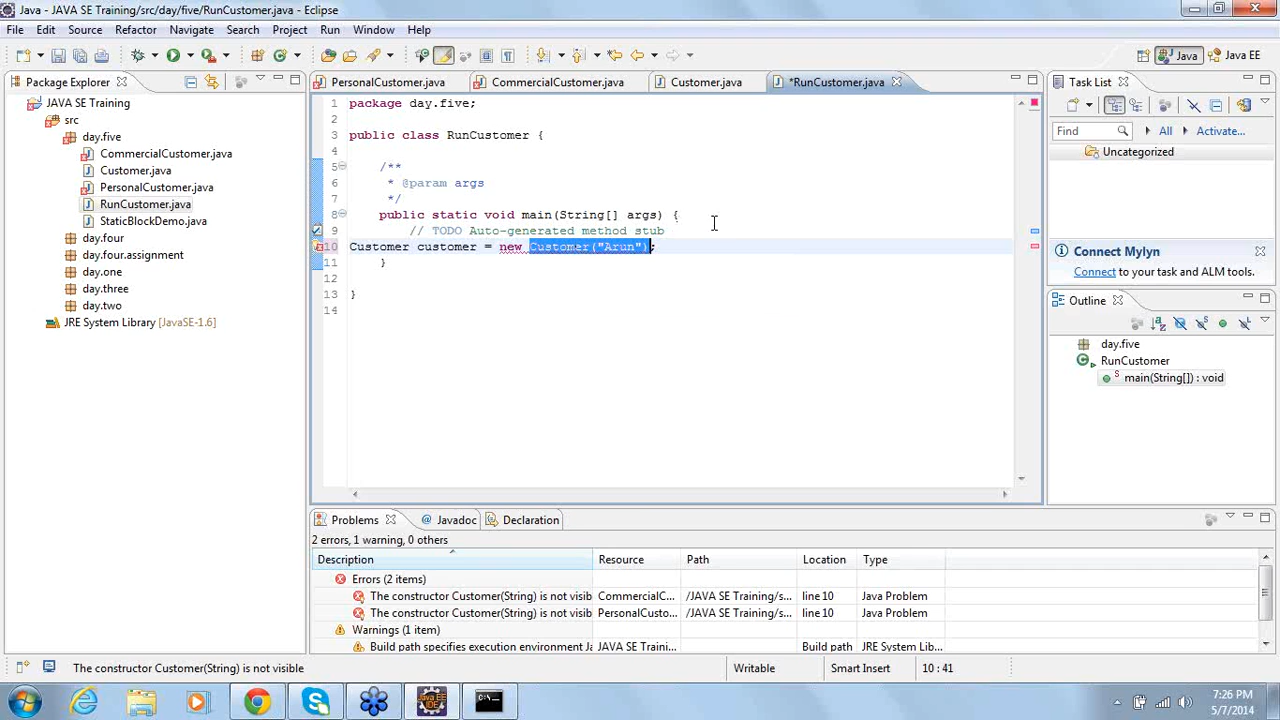 Java - JAVA SE Training/src/day/five/RunCustomer.java - Eclipse
File Edit Source Refactor Navigate Search Project Run Window Help
Java Java EE
Package Explorer
JAVA SE Training
src
day.five
CommercialCustomer.java
Customer.java
PersonalCustomer.java
RunCustomer.java
StaticBlockDemo.java
day.four
day.four.assignment
day.one
day.three
day.two
JRE System Library [JavaSE-1.6]
PersonalCustomer.java CommercialCustomer.java Customer.java *RunCustomer.java
1 package day.five;
2
3 public class RunCustomer {
4
5 /**
6 * @param args
7 */
8 public static void main(String[] args) {
9 // TODO Auto-generated method stub
10 Customer customer = new Customer("Arun");
11 }
12
13 }
14
Task List
Find All Activate...
Uncategorized
Connect Mylyn
Connect to your task and ALM tools.
Outline
day.five
RunCustomer
S main(String[]) : void
Problems Javadoc Declaration
2 errors, 1 warning, 0 others
Description Resource Path Location Type
Errors (2 items)
The constructor Customer(String) is not visib CommercialC... /JAVA SE Training/s... line 10 Java Problem
The constructor Customer(String) is not visib PersonalCusto... /JAVA SE Training/s... line 10 Java Problem
Warnings (1 item)
Build path specifies execution environment Ja JAVA SE Traini... Build path JRE System Lib...
The constructor Customer(String) is not visible Writable Smart Insert 10 : 41
Java EE IDE
7:26 PM
5/7/2014